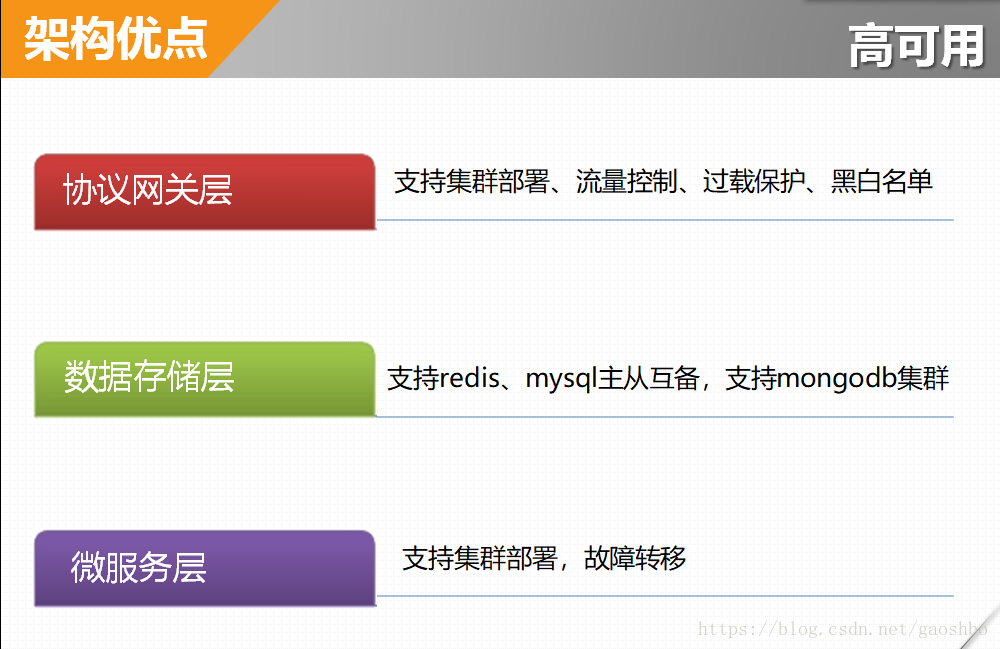 架构优点
高可用
协议网关层
支持集群部署、流量控制、过载保护、黑白名单
数据存储层
支持redis、mysql主从互备，支持mongodb集群
微服务层
支持集群部署，故障转移
https://blog.csdn.net/gaoshbo